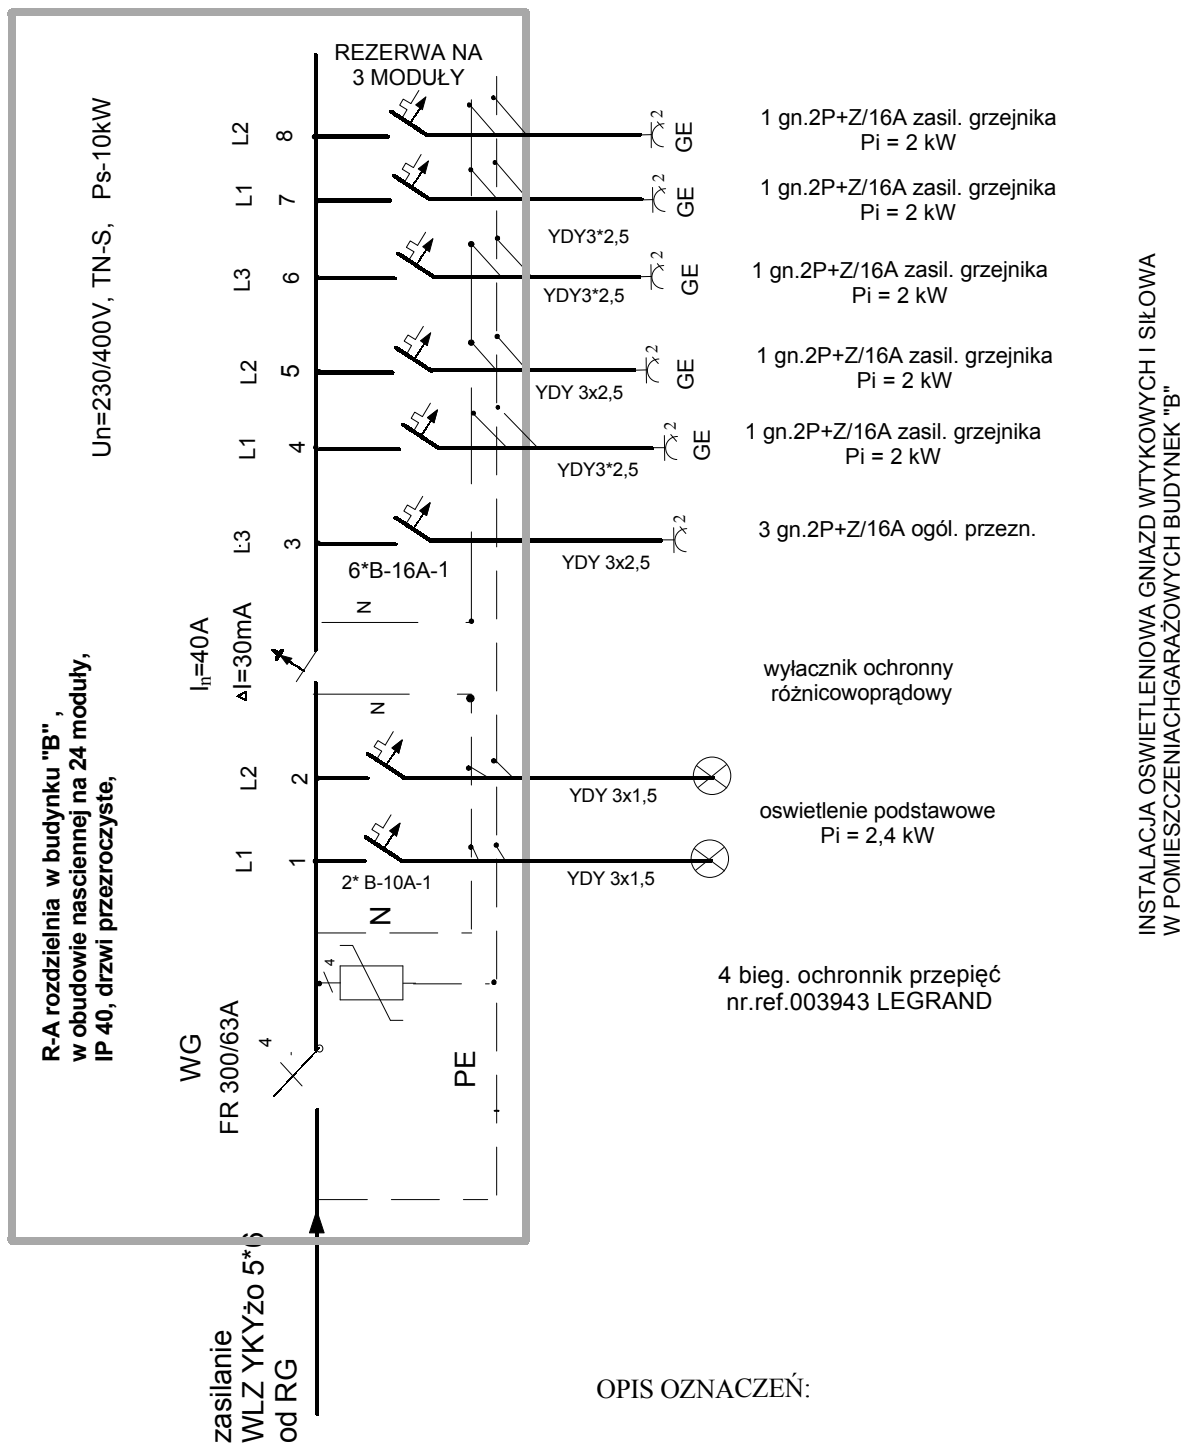 REZERWA NA
3 MODUŁY
Un=230/400V, TN-S, Ps-10kW
L2
8
x2
GE
1 gn.2P+Z/16A zasil. grzejnika
Pi = 2 kW
L1
7
x2
GE
1 gn.2P+Z/16A zasil. grzejnika
Pi = 2 kW
YDY3*2,5
L3
6
x2
GE
1 gn.2P+Z/16A zasil. grzejnika
Pi = 2 kW
YDY3*2,5
L2
5
x2
GE
1 gn.2P+Z/16A zasil. grzejnika
Pi = 2 kW
YDY 3x2,5
L1
4
x2
GE
1 gn.2P+Z/16A zasil. grzejnika
Pi = 2 kW
YDY3*2,5
L3
3
x2
3 gn.2P+Z/16A ogól. przezn.
YDY 3x2,5
6*B-16A-1
N
In=40A
ΔI=30mA
wyłacznik ochronny
różnicowoprądowy
N
L2
2
YDY 3x1,5
oswietlenie podstawowe
Pi = 2,4 kW
L1
1
YDY 3x1,5
2* B-10A-1
N
R-A rozdzielnia w budynku "B" ,
w obudowie nasciennej na 24 moduły,
IP 40, drzwi przezroczyste,
4
4 bieg. ochronnik przepięć
nr.ref.003943 LEGRAND
WG
FR 300/63A
4
PE
zasilanie
WLZ YKYżo 5*6
od RG
OPIS OZNACZEŃ:
INSTALACJA OSWIETLENIOWA GNIAZD WTYKOWYCH I SIŁOWA
W POMIESZCZENIACHGARAŻOWYCH BUDYNEK "B"